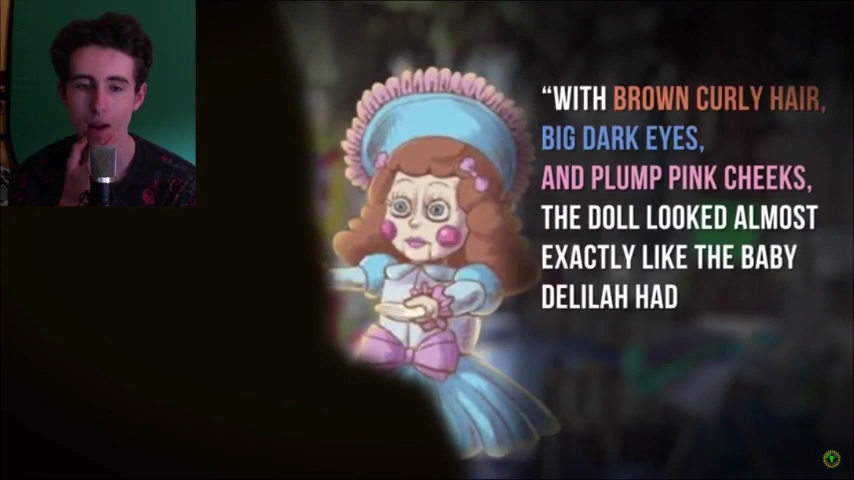 “WITH BROWN CURLY HAIR,
BIG DARK EYES,
AND PLUMP PINK CHEEKS,
THE DOLL LOOKED ALMOST
EXACTLY LIKE THE BABY
DELILAH HAD